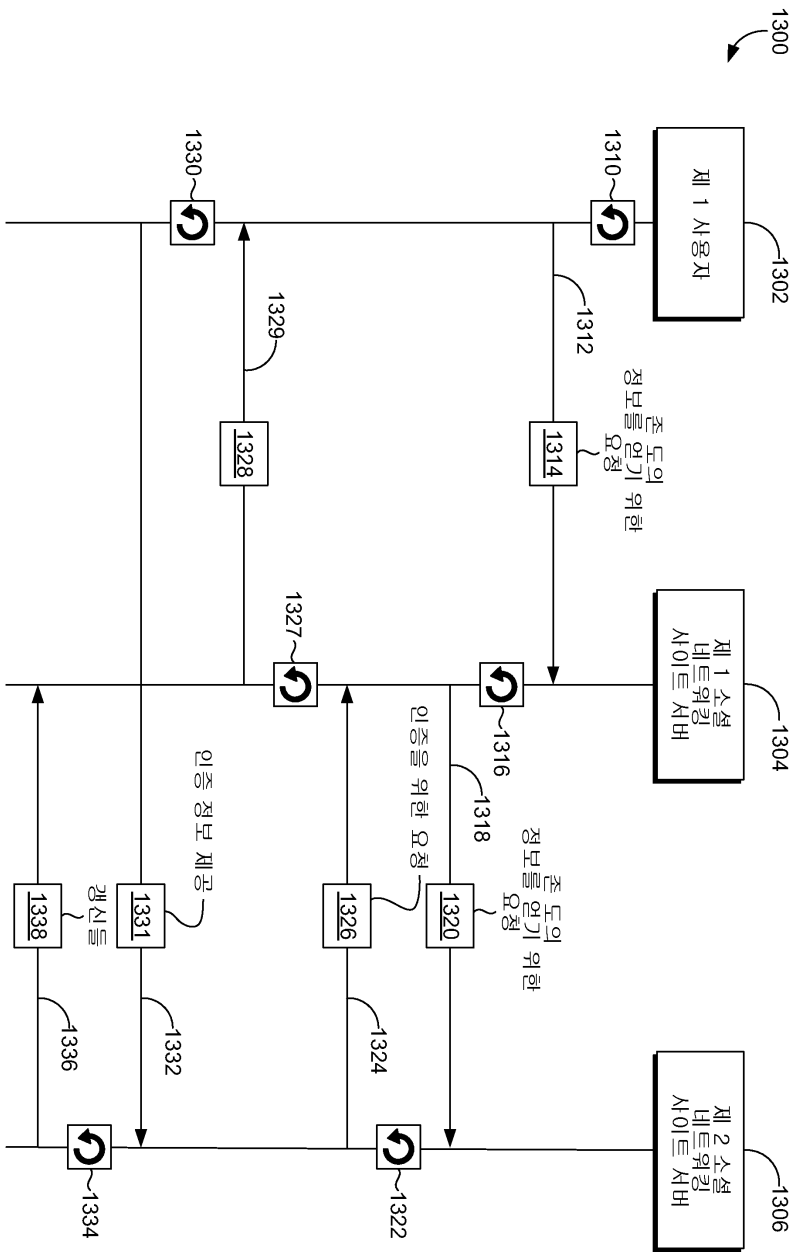 1300
제 1 사용자
1302
제 1 소셜
네트워킹
사이트 서버
1304
제 2 소셜
네트워킹
사이트 서버
1306
1310
1312
존 도의
정보를 얻기 위한
요청
1314
1316
1318
존 도의
정보를 얻기 위한
요청
1320
1322
1324
인증을 위한 요청
1326
1327
1328
1329
1330
인증 정보 제공
1331
1332
1334
1336
갱신들
1338